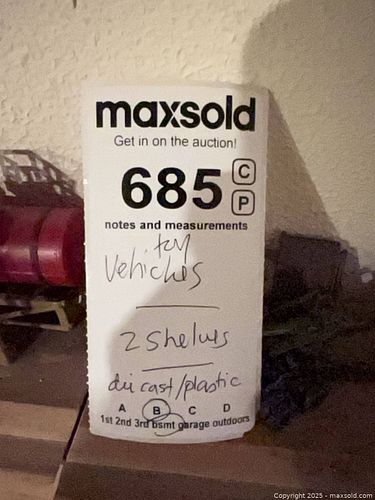 maxsold
Get in on the auction!
685 C P
notes and measurements
toy
vehicles
2 shelves
die cast/plastic
A B C D
1st 2nd 3rd bsmt garage outdoors
Copyright 2025 - maxsold.com